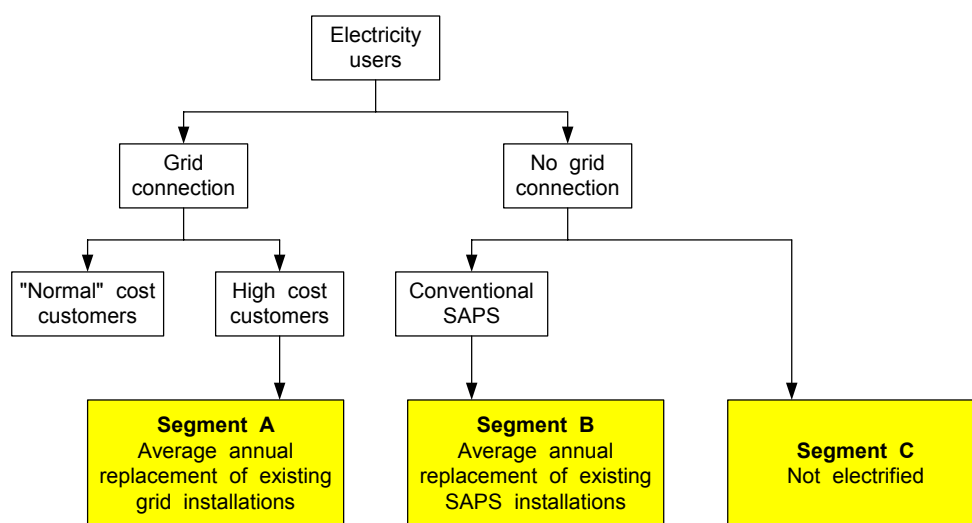 Electricity
users
Grid
connection
No grid
connection
"Normal" cost
customers
High cost
customers
Conventional
SAPS
Segment A
Average annual
replacement of existing
grid installations
Segment B
Average annual
replacement of existing
SAPS installations
Segment C
Not electrified